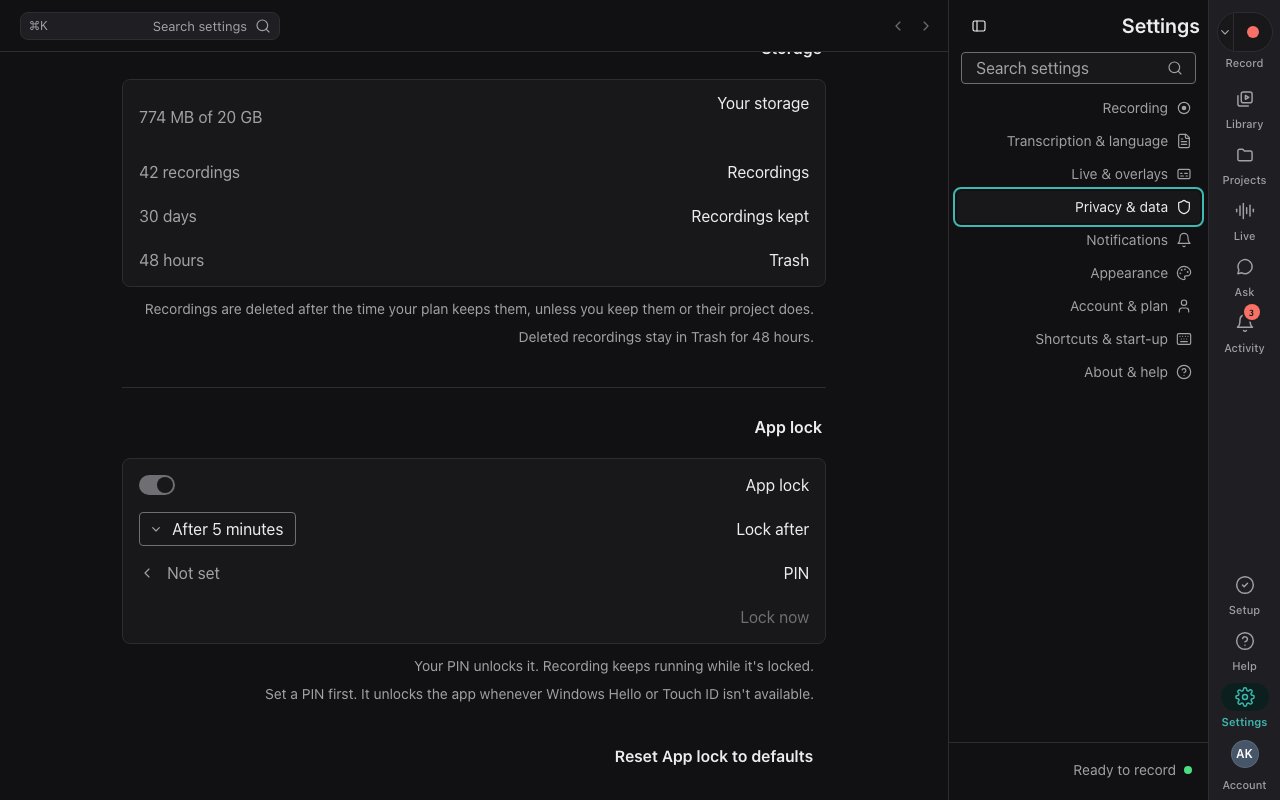 ⌘K
Search settings
Storage
Your storage
774 MB of 20 GB
Recordings
42 recordings
Recordings kept
30 days
Trash
48 hours
Recordings are deleted after the time your plan keeps them, unless you keep them or their project does.
Deleted recordings stay in Trash for 48 hours.
App lock
App lock
Lock after
After 5 minutes
PIN
Not set
Lock now
Your PIN unlocks it. Recording keeps running while it's locked.
Set a PIN first. It unlocks the app whenever Windows Hello or Touch ID isn't available.
Reset App lock to defaults
Settings
Search settings
Recording
Transcription & language
Live & overlays
Privacy & data
Notifications
Appearance
Account & plan
Shortcuts & start-up
About & help
Ready to record
Record
Library
Projects
Live
Ask
3
Activity
Setup
Help
Settings
AK
Account